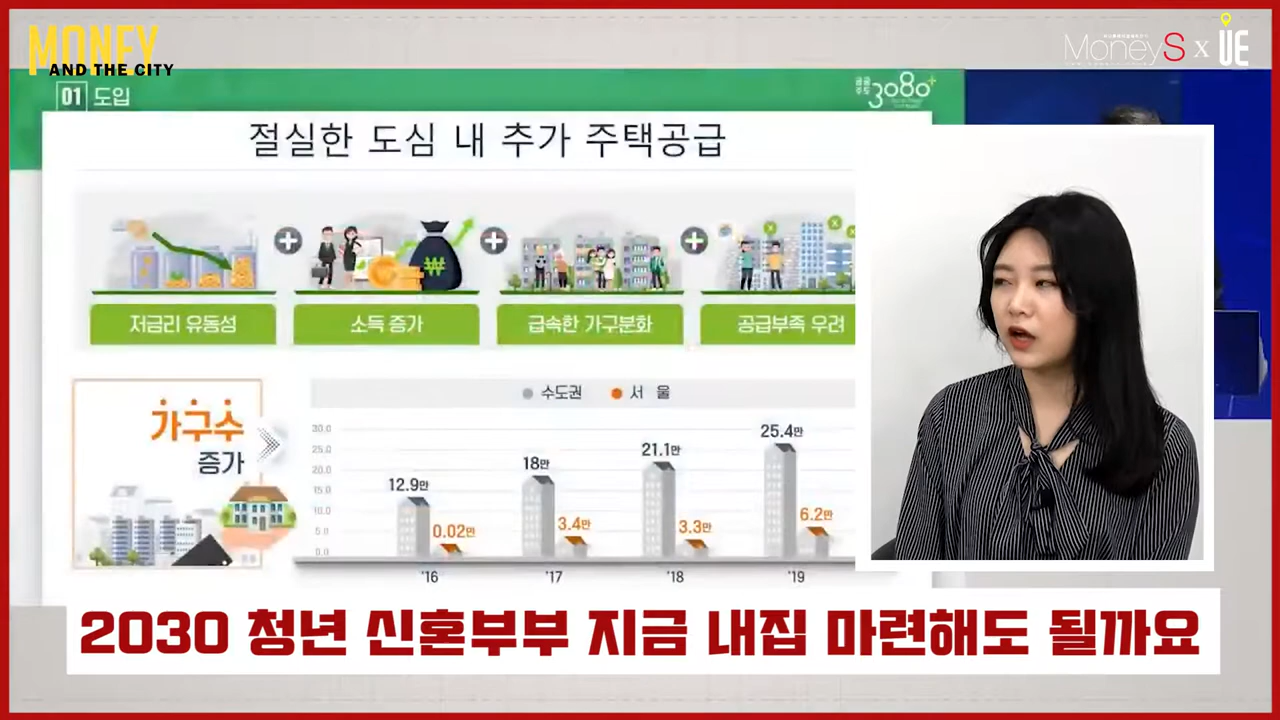 MONEY
AND THE CITY
MoneyS x UE
01 도입
공공주도 3080+
절실한 도심 내 추가 주택공급
저금리 유동성
소득 증가
급속한 가구분화
공급부족 우려
가구수
증가
수도권
서 울
30.0
25.0
20.0
15.0
10.0
5.0
0.0
12.9만
0.02만
18만
3.4만
21.1만
3.3만
25.4만
6.2만
'16
'17
'18
'19
2030 청년 신혼부부 지금 내집 마련해도 될까요